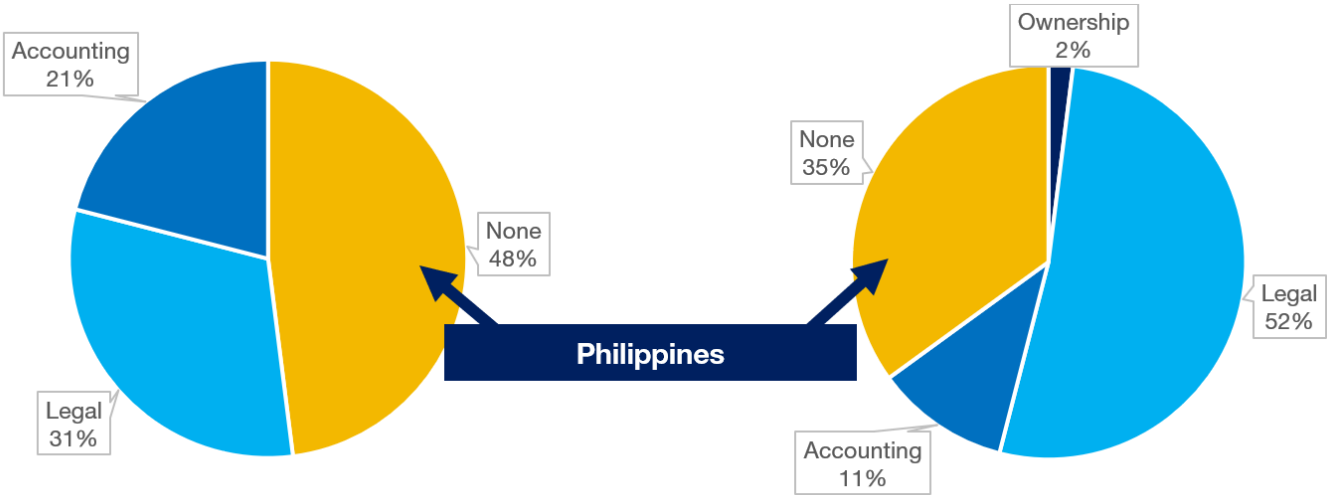 Accounting
21%
None
48%
Legal
31%
Philippines
Ownership
2%
None
35%
Legal
52%
Accounting
11%